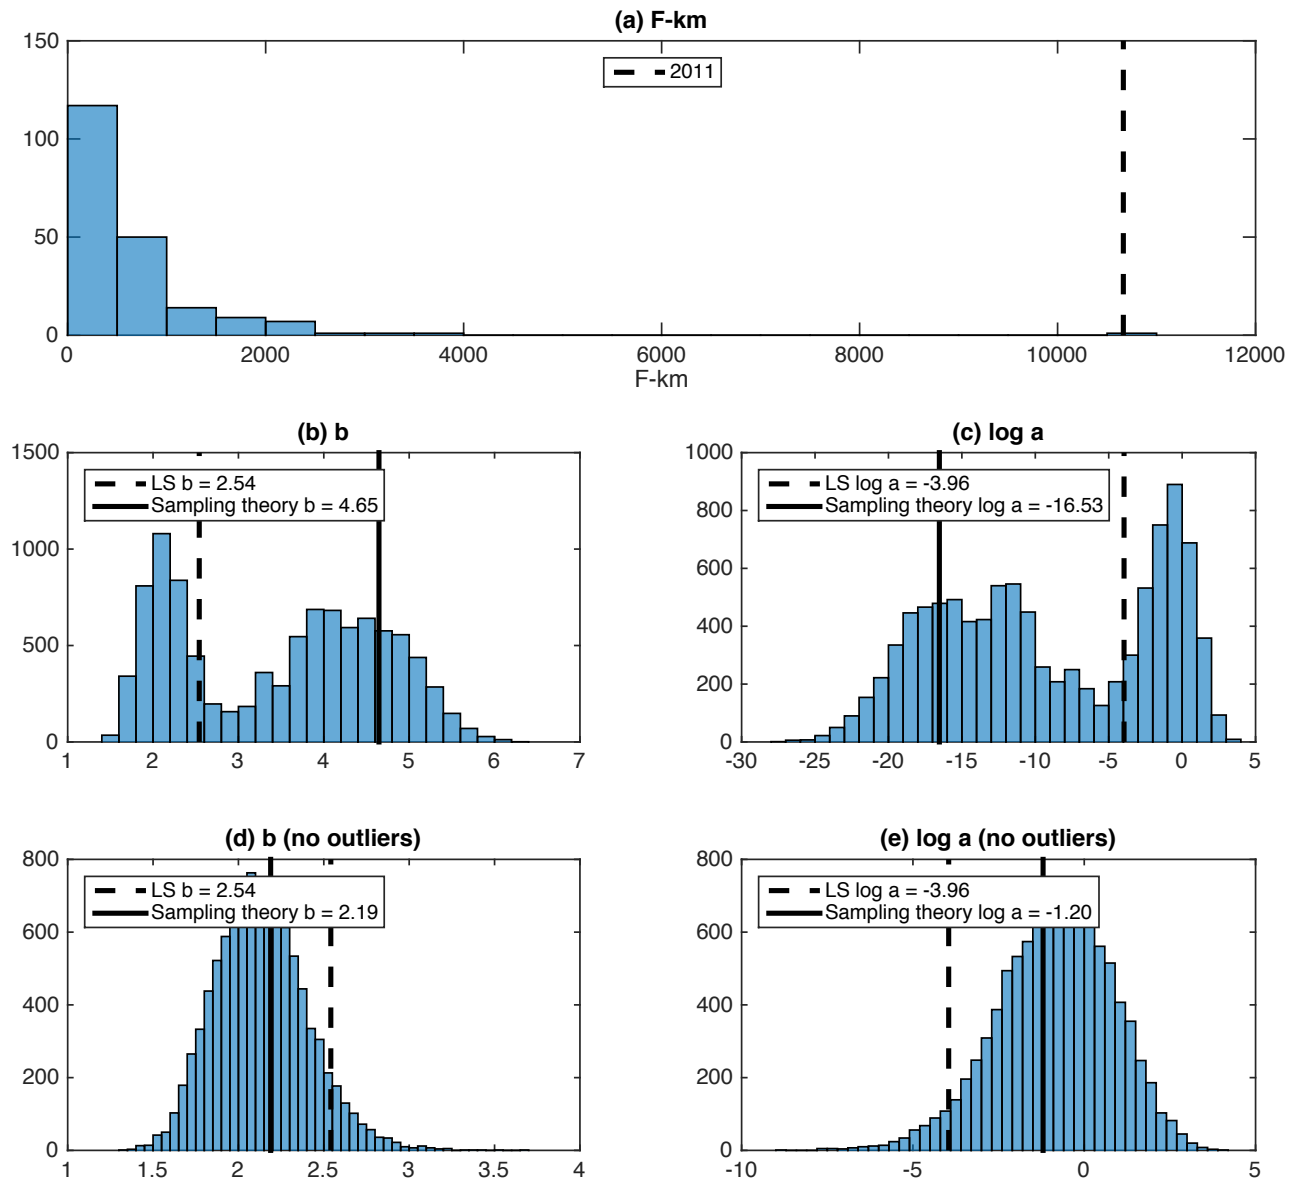 (a) F-km
150
100
50
0
2011
0 2000 4000 6000 8000 10000 12000
F-km
(b) b
1500
1000
500
0
LS b = 2.54
Sampling theory b = 4.65
1 2 3 4 5 6 7
(c) log a
1000
800
600
400
200
0
LS log a = -3.96
Sampling theory log a = -16.53
-30 -25 -20 -15 -10 -5 0 5
(d) b (no outliers)
800
600
400
200
0
LS b = 2.54
Sampling theory b = 2.19
1 1.5 2 2.5 3 3.5 4
(e) log a (no outliers)
800
600
400
200
0
LS log a = -3.96
Sampling theory log a = -1.20
-10 -5 0 5